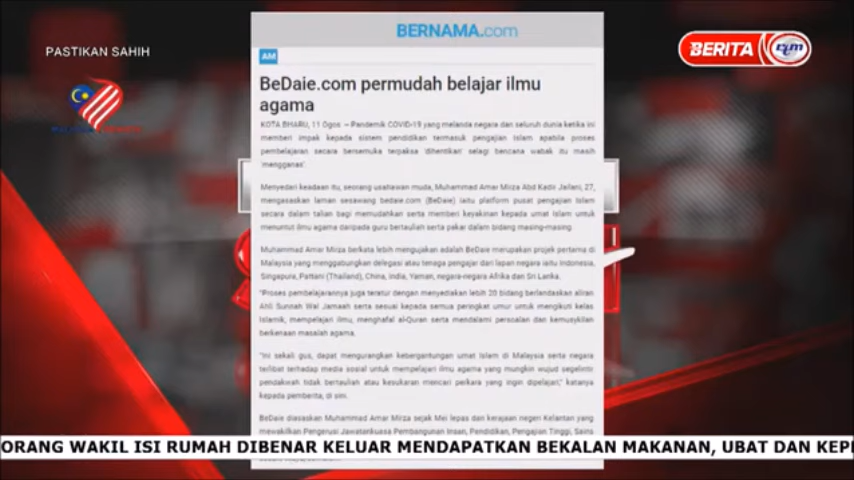 PASTIKAN SAHIH
BERNAMA.com
BERITA
AM
BeDaie.com permudah belajar ilmu
agama
KOTA BHARU, 11 Ogos -- Pandemik COVID-19 yang melanda negara dan seluruh dunia ketika ini
memberi impak kepada sistem pendidikan termasuk pengajian Islam apabila proses
pembelajaran secara bersemuka terpaksa 'dihentikan' selagi bencana wabak itu masih
'mengganas'.
Menyedari keadaan itu, seorang usahawan muda, Muhammad Amar Mirza Abd Kadir Jailani, 27,
mengasaskan laman sesawang bedaie.com (BeDaie) iaitu platform pusat pengajian Islam
secara dalam talian bagi memudahkan serta memberi keyakinan kepada umat Islam untuk
menuntut ilmu agama daripada guru bertauliah serta pakar dalam bidang masing-masing.
Muhammad Amar Mirza berkata lebih mengujakan adalah BeDaie merupakan projek pertama di
Malaysia yang menggabungkan delegasi atau tenaga pengajar dari lapan negara iaitu Indonesia,
Singapura, Pattani (Thailand), China, India, Yaman, negara-negara Afrika dan Sri Lanka.
"Proses pembelajarannya juga teratur dengan menyediakan lebih 20 bidang berlandaskan aliran
Ahli Sunnah Wal Jamaah serta sesuai kepada semua peringkat umur untuk mengikuti kelas
Islamik, mempelajari ilmu, menghafal al-Quran serta mendalami persoalan dan kemusykilan
berkenaan masalah agama.
"Ini sekali gus, dapat mengurangkan kebergantungan umat Islam di Malaysia serta negara
terlibat terhadap media sosial untuk mempelajari ilmu agama yang mungkin wujud segelintir
pendakwah tidak bertauliah atau kesukaran mencari perkara yang ingin dipelajari," katanya
kepada pemberita, di sini.
BeDaie diasaskan Muhammad Amar Mirza sejak Mei lepas dan kerajaan negeri Kelantan yang
mewakilkan Pengerusi Jawatankuasa Pembangunan Insan, Pendidikan, Pengajian Tinggi, Sains
ORANG WAKIL ISI RUMAH DIBENAR KELUAR MENDAPATKAN BEKALAN MAKANAN, UBAT DAN KEP